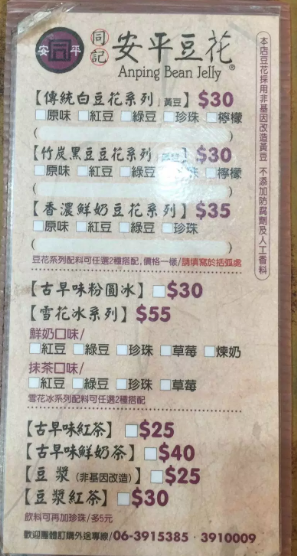 安 同 平
同記 安平豆花®
Anping Bean Jelly
本店豆花採用非基因改造黃豆 不添加防腐劑及人工香料
【傳統白豆花系列｣黃豆】$30
□原味 □紅豆 □綠豆 □珍珠 □檸檬
【竹炭黑豆豆花系列 】$30
□原味 □紅豆 □綠豆 □珍珠 □檸檬
【香濃鮮奶豆花系列】$35
□原味 □紅豆 □綠豆 □珍珠
豆花系列配料可任選2種搭配,價格一樣/請填寫於括弧處
【古早味粉圓冰】□$30
【雪花冰系列】$55
鮮奶口味/
□紅豆 □綠豆 □珍珠 □草莓 □煉奶
抹茶口味/
□紅豆 □綠豆 □珍珠 □草莓
雪花冰系列配料可任選2種搭配
【古早味紅茶】□$25
【古早味鮮奶茶】□$40
【豆漿(非基因改造)】□$25
【豆漿紅茶】□$30
飲料可再加珍珠/多5元
歡迎團體訂購外送專線/06-3915385・3910009